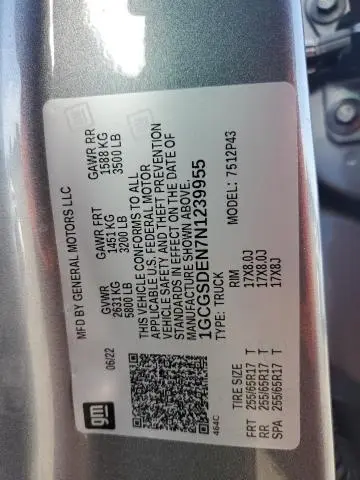 MFD BY GENERAL MOTORS LLC
06/22 GVWR GAWR FRT GAWR RR
2631 KG 1451 KG 1588 KG
5800 LB 3200 LB 3500 LB
THIS VEHICLE CONFORMS TO ALL
APPLICABLE U.S. FEDERAL MOTOR
VEHICLE SAFETY AND THEFT PREVENTION
STANDARDS IN EFFECT ON THE DATE OF
MANUFACTURE SHOWN ABOVE.
1GCGSDEN7N1239955
TYPE: TRUCK MODEL: 7512P43
gm
464C
TIRE SIZE RIM
FRT 255/65R17 T 17X8.0J
RR 255/65R17 T 17X8.0J
SPA 255/65R17 T 17X8J